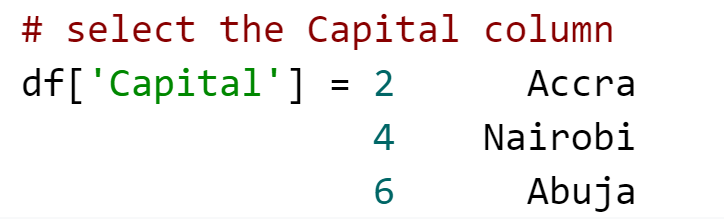 # select the Capital column
df['Capital'] = 2 Accra
4 Nairobi
6 Abuja